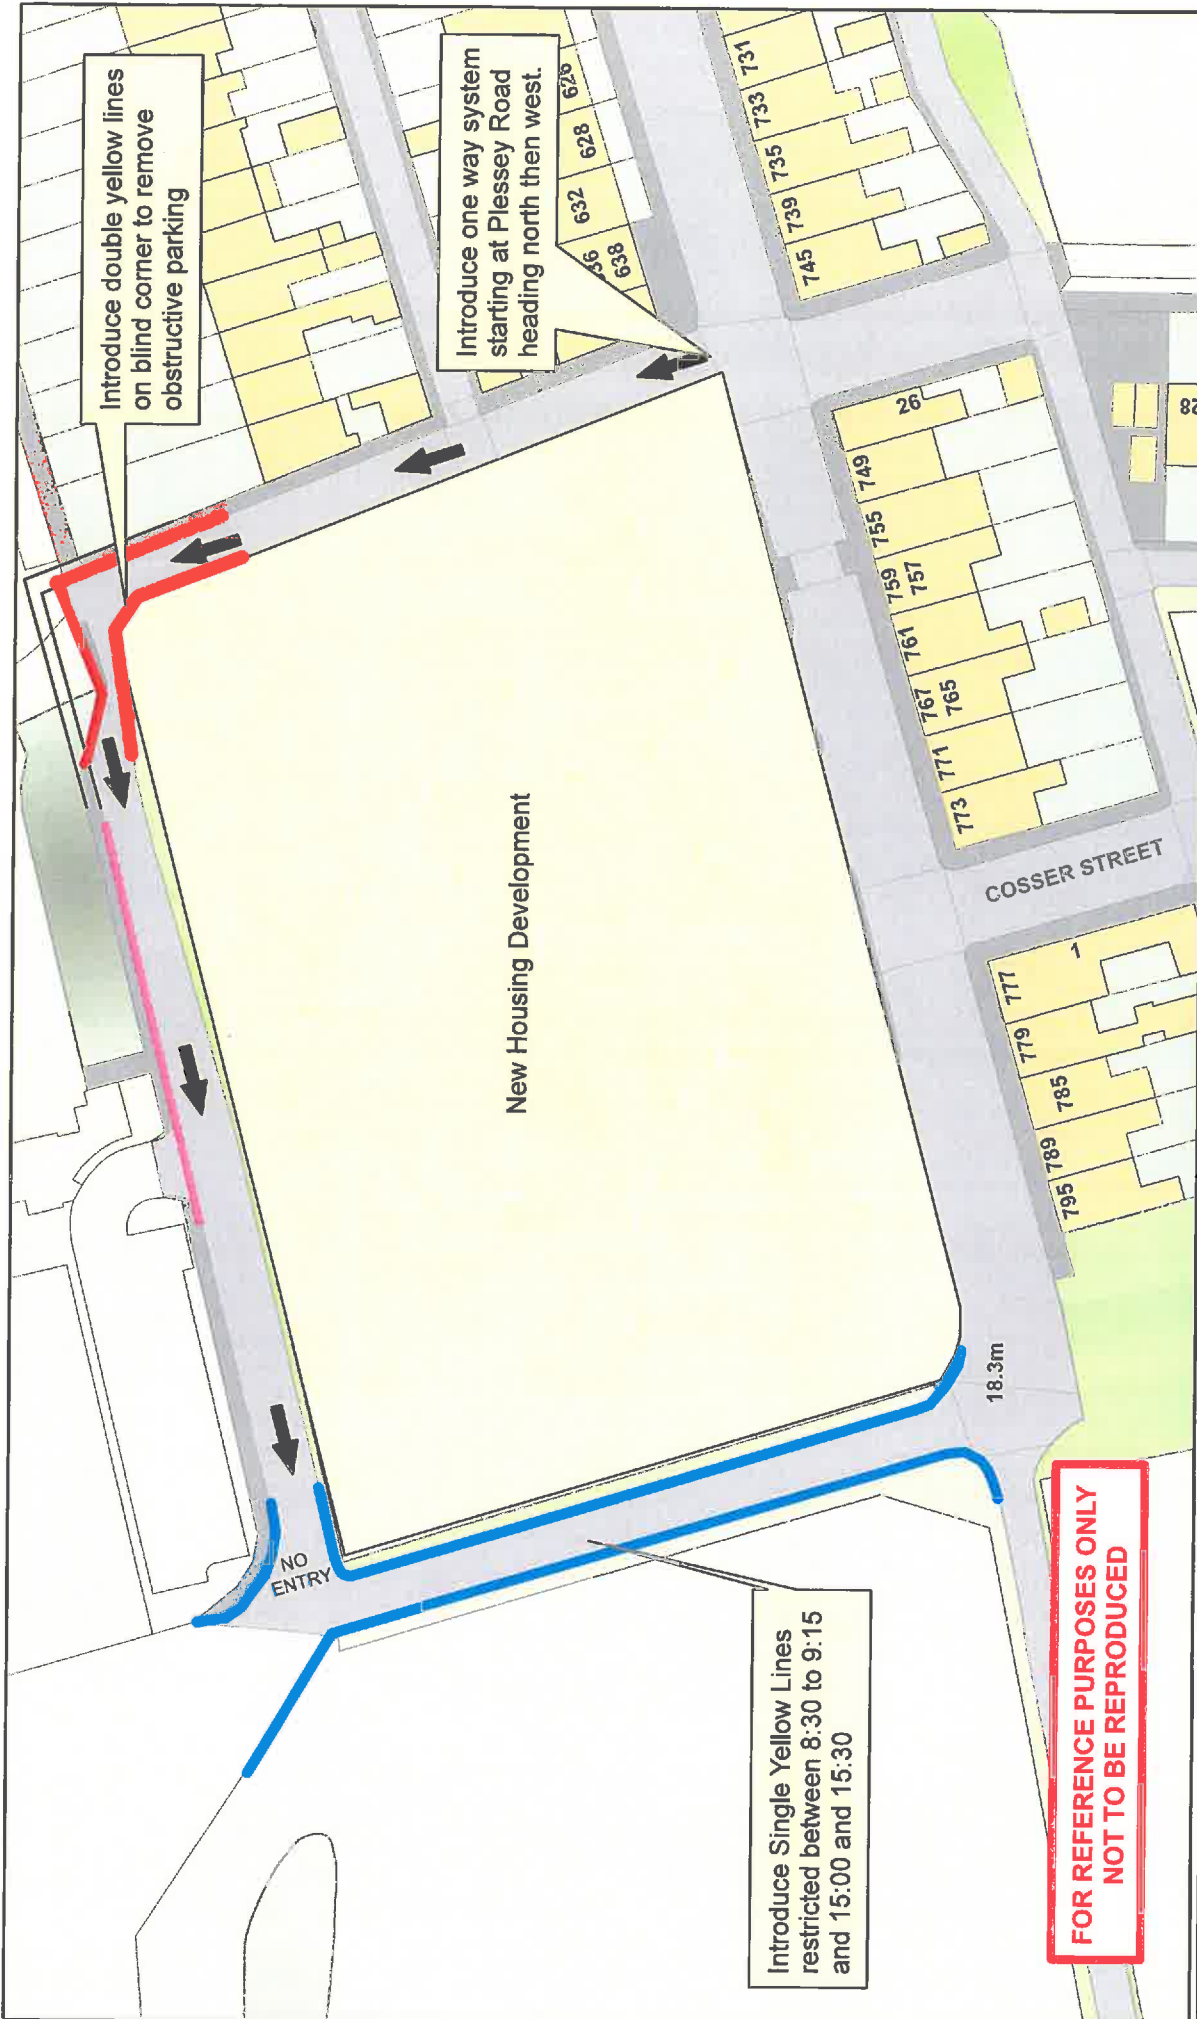 Introduce double yellow lines
on blind corner to remove
obstructive parking
Introduce one way system
starting at Plessey Road
heading north then west.
626
628
632
638
731
733
735
739
745
26
749
755
759
757
761
767
765
771
773
28
New Housing Development
COSSER STREET
777
1
779
785
789
795
18.3m
NO
ENTRY
Introduce Single Yellow Lines
restricted between 8:30 to 9:15
and 15:00 and 15:30
FOR REFERENCE PURPOSES ONLY
NOT TO BE REPRODUCED